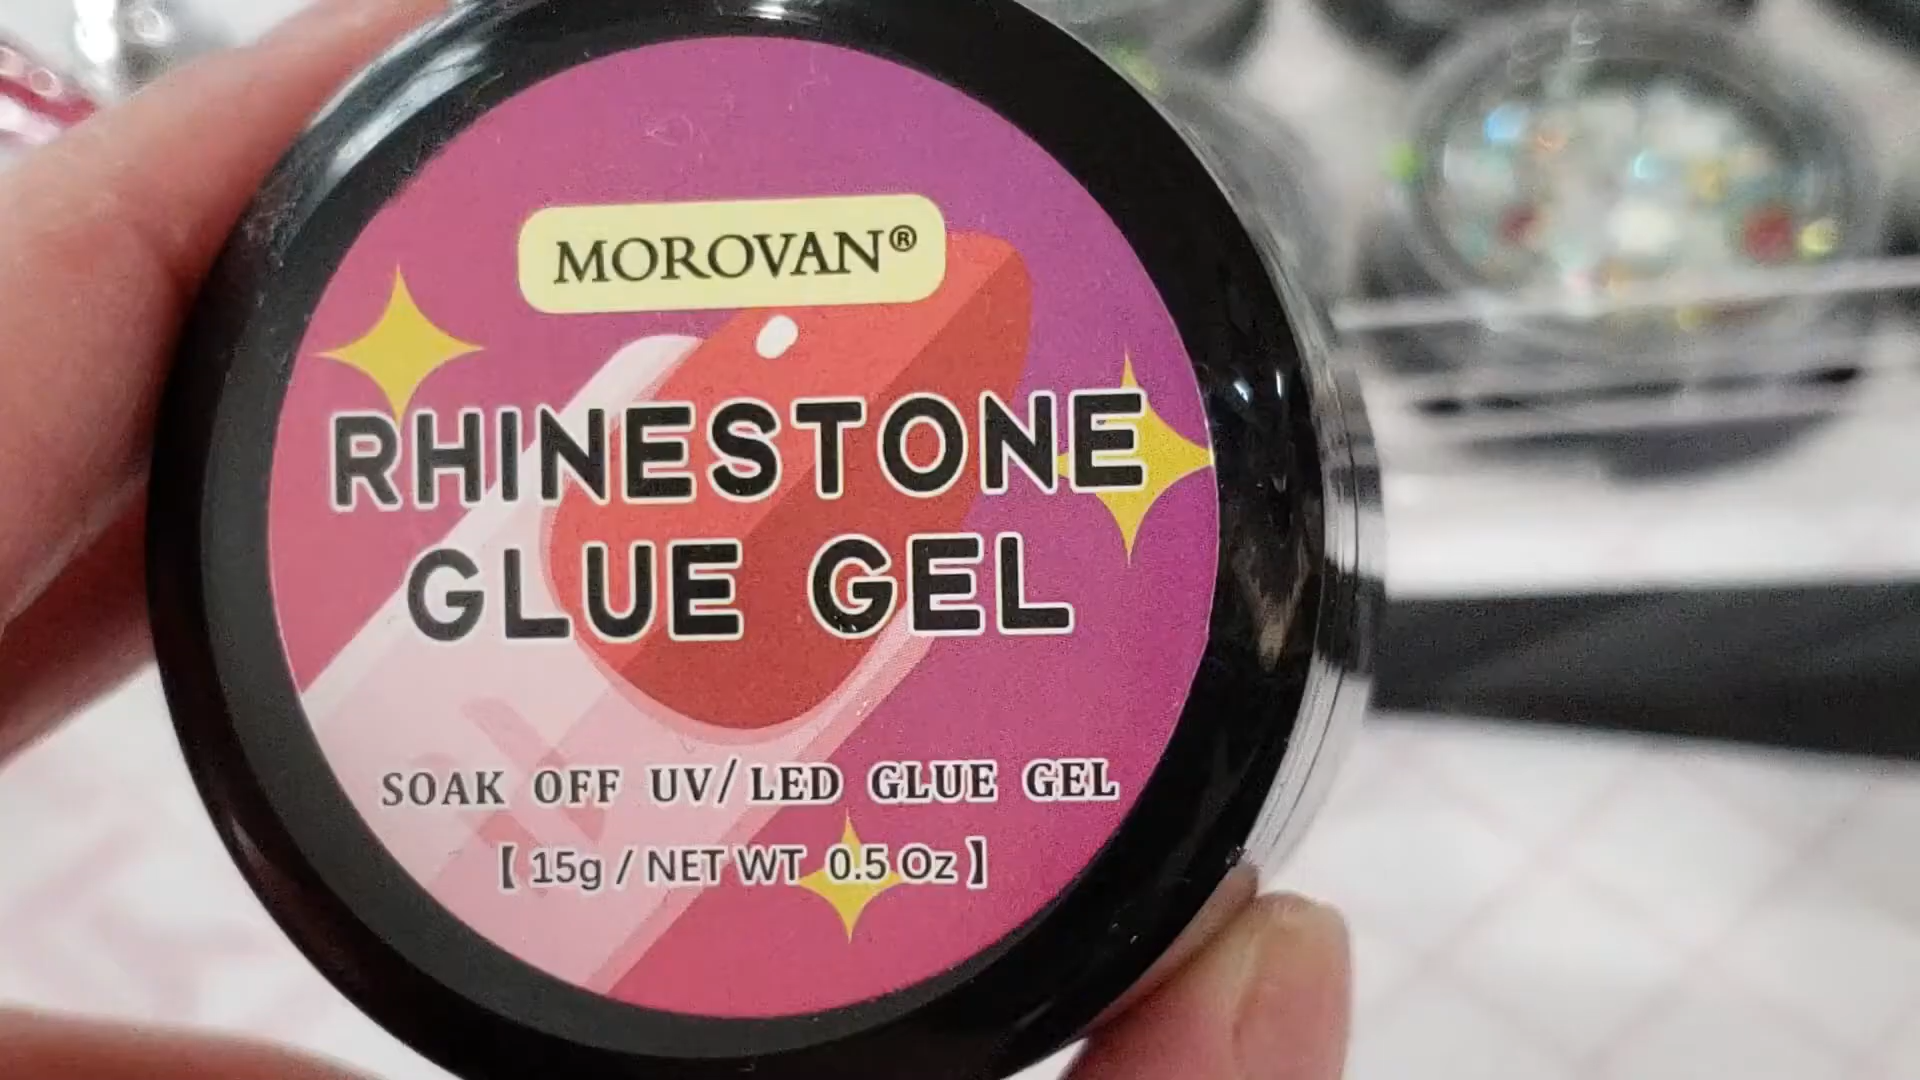 MOROVAN®
RHINESTONE
GLUE GEL
SOAK OFF UV/LED GLUE GEL
【15g / NET WT 0.5 Oz】